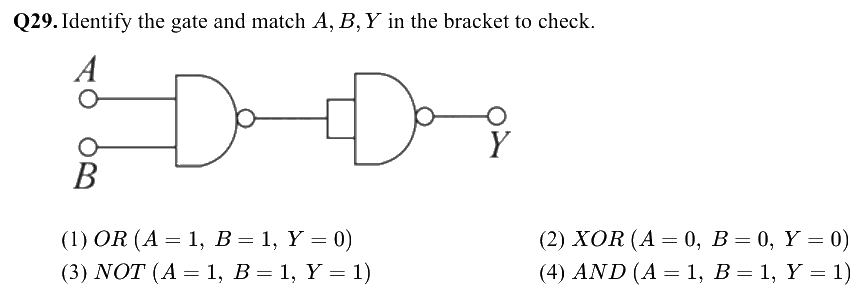 Q29. Identify the gate and match A, B, Y in the bracket to check.
A
B
Y
(1) OR (A = 1, B = 1, Y = 0)
(2) XOR (A = 0, B = 0, Y = 0)
(3) NOT (A = 1, B = 1, Y = 1)
(4) AND (A = 1, B = 1, Y = 1)